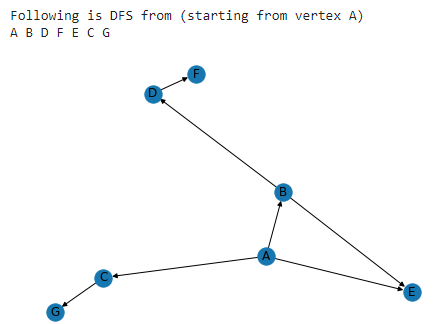 Following is DFS from (starting from vertex A)
A B D F E C G
F
D
B
A
C
E
G